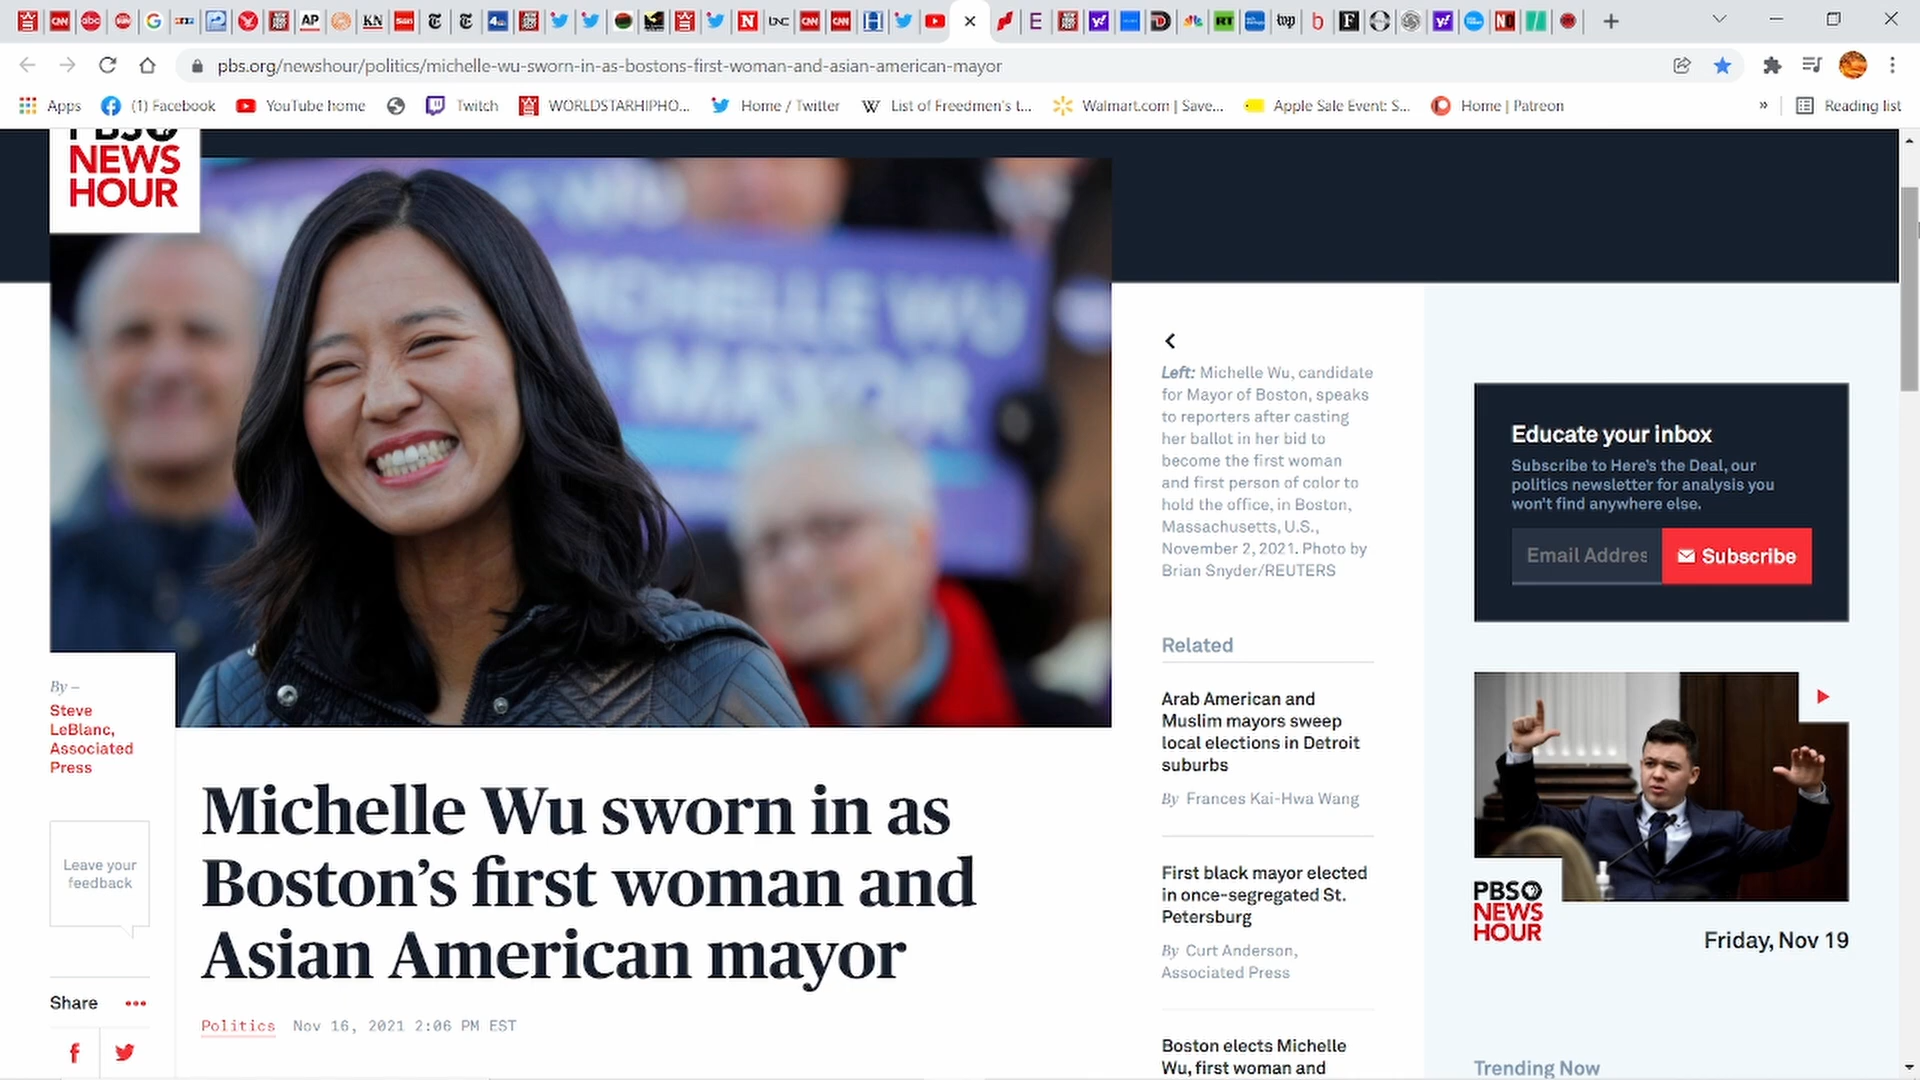 AP
KN
N
UNC
E
D
RT
top
b
F
pbs.org/newshour/politics/michelle-wu-sworn-in-as-bostons-first-woman-and-asian-american-mayor
Apps
(1) Facebook
YouTube home
Twitch
WORLDSTARHIPHO...
Home / Twitter
List of Freedmen's t...
Walmart.com | Save...
Apple Sale Event: S...
Home | Patreon
»
Reading list
PBS
NEWS
HOUR
MICHELLE WU
MAYOR
Left: Michelle Wu, candidate
for Mayor of Boston, speaks
to reporters after casting
her ballot in her bid to
become the first woman
and first person of color to
hold the office, in Boston,
Massachusetts, U.S.,
November 2, 2021. Photo by
Brian Snyder/REUTERS
Educate your inbox
Subscribe to Here's the Deal, our
politics newsletter for analysis you
won't find anywhere else.
Email Addres
Subscribe
By –
Steve
LeBlanc,
Associated
Press
Leave your
feedback
Share
Michelle Wu sworn in as
Boston's first woman and
Asian American mayor
Politics Nov 16, 2021 2:06 PM EST
Related
Arab American and
Muslim mayors sweep
local elections in Detroit
suburbs
By Frances Kai-Hwa Wang
First black mayor elected
in once-segregated St.
Petersburg
By Curt Anderson,
Associated Press
Boston elects Michelle
Wu, first woman and
PBS
NEWS
HOUR
Friday, Nov 19
Trending Now